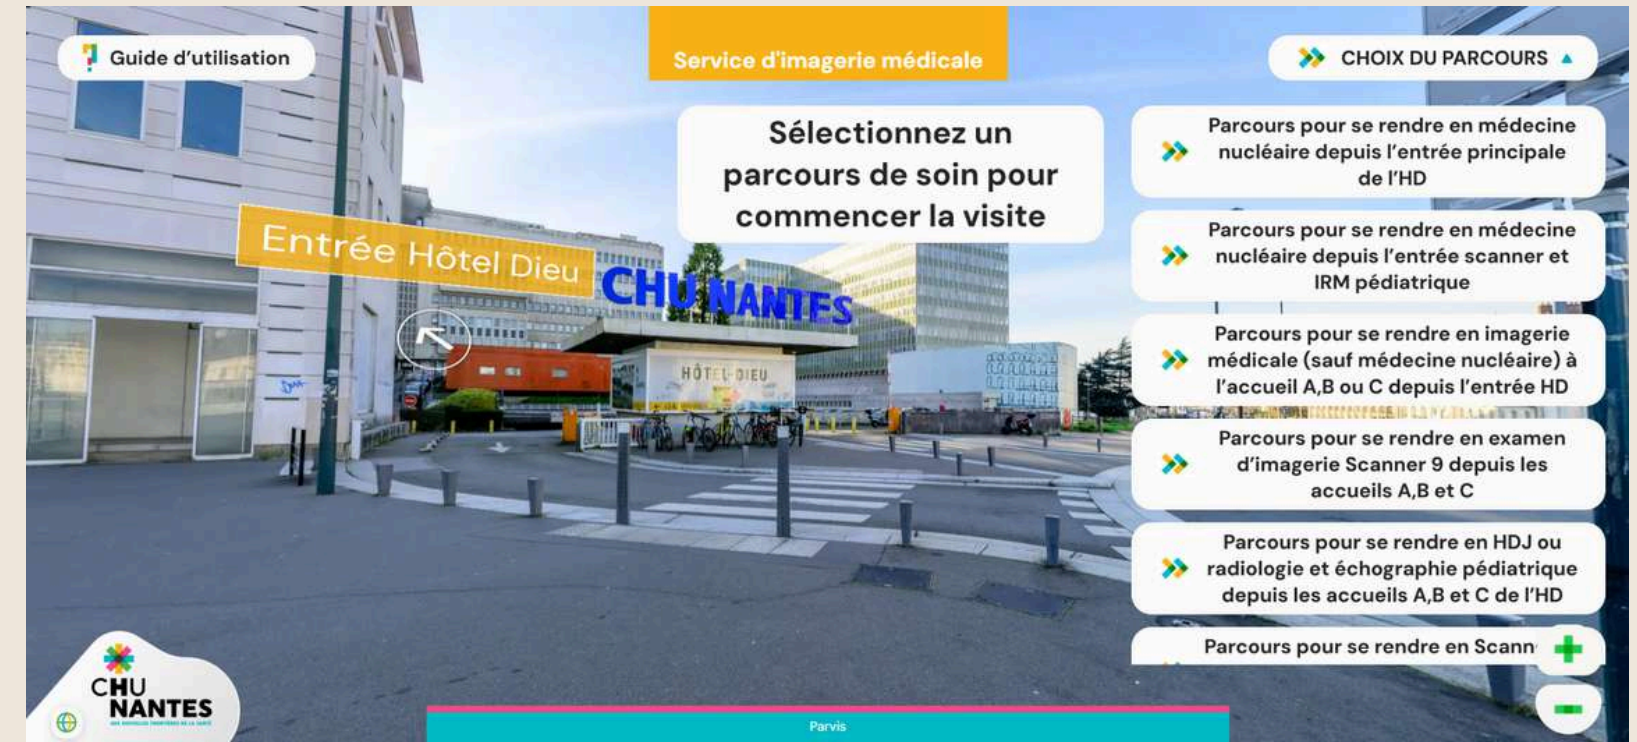 Guide d'utilisation
Service d'imagerie médicale
CHOIX DU PARCOURS
Sélectionnez un
parcours de soin pour
commencer la visite
Parcours pour se rendre en médecine
nucléaire depuis l'entrée principale
de l'HD
Parcours pour se rendre en médecine
nucléaire depuis l'entrée scanner et
IRM pédiatrique
Parcours pour se rendre en imagerie
médicale (sauf médecine nucléaire) à
l'accueil A,B ou C depuis l'entrée HD
Parcours pour se rendre en examen
d'imagerie Scanner 9 depuis les
accueils A,B et C
Parcours pour se rendre en HDJ ou
radiologie et échographie pédiatrique
depuis les accueils A,B et C de l'HD
Parcours pour se rendre en Scann
Entrée Hôtel Dieu
CHU NANTES
HÔTEL-DIEU
CHU
NANTES
Parvis